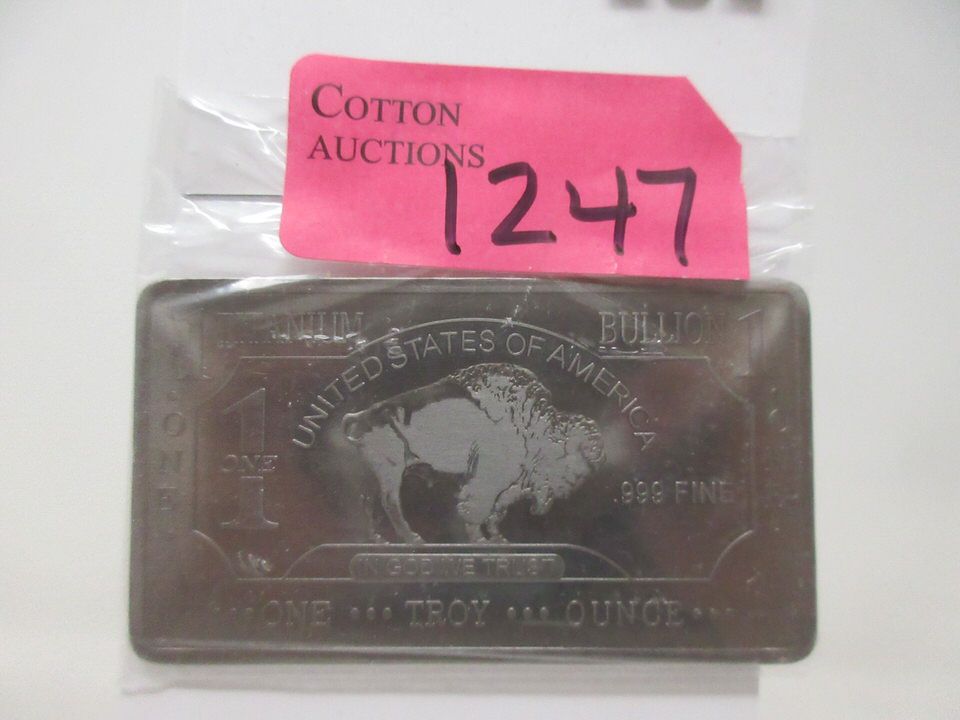 COTTON
AUCTIONS
1247
TITANIUM BULLION
1 1
UNITED STATES OF AMERICA
ONE
1
ONE
.999 FINE
IN GOD WE TRUST
••• ONE ••• TROY ••• OUNCE •••